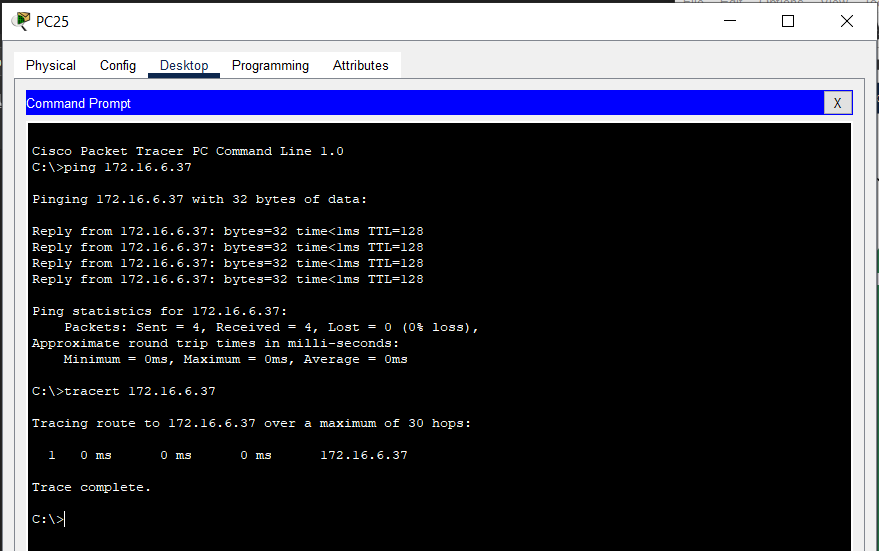 PC25
Physical Config Desktop Programming Attributes
Command Prompt X
Cisco Packet Tracer PC Command Line 1.0
C:\>ping 172.16.6.37
Pinging 172.16.6.37 with 32 bytes of data:
Reply from 172.16.6.37: bytes=32 time<1ms TTL=128
Reply from 172.16.6.37: bytes=32 time<1ms TTL=128
Reply from 172.16.6.37: bytes=32 time<1ms TTL=128
Reply from 172.16.6.37: bytes=32 time<1ms TTL=128
Ping statistics for 172.16.6.37:
Packets: Sent = 4, Received = 4, Lost = 0 (0% loss),
Approximate round trip times in milli-seconds:
Minimum = 0ms, Maximum = 0ms, Average = 0ms
C:\>tracert 172.16.6.37
Tracing route to 172.16.6.37 over a maximum of 30 hops:
1 0 ms 0 ms 0 ms 172.16.6.37
Trace complete.
C:\>